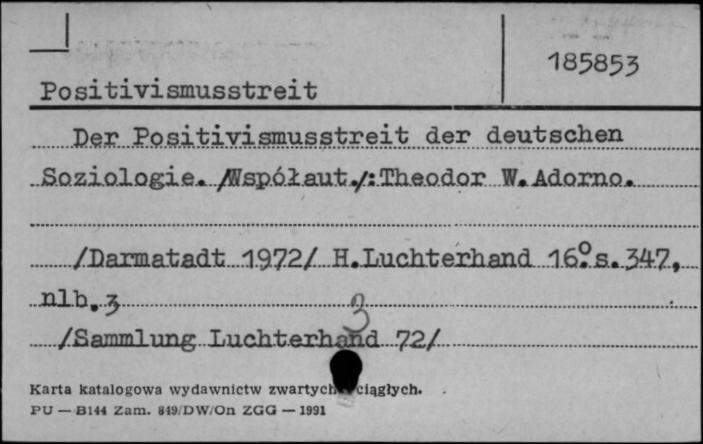 185853
Positivismusstreit
Der Positivismusstreit der deutschen
Soziologie. /Współaut./:Theodor W.Adorno.
/Darmatadt 1972/ H.Luchterhand 16°.s.347,
nlb.3
3
/Sammlung Luchterhand 72/
Karta katalogowa wydawnictw zwartych ciągłych.
PU — B144 Zam. 849/DW/On ZGG — 1991